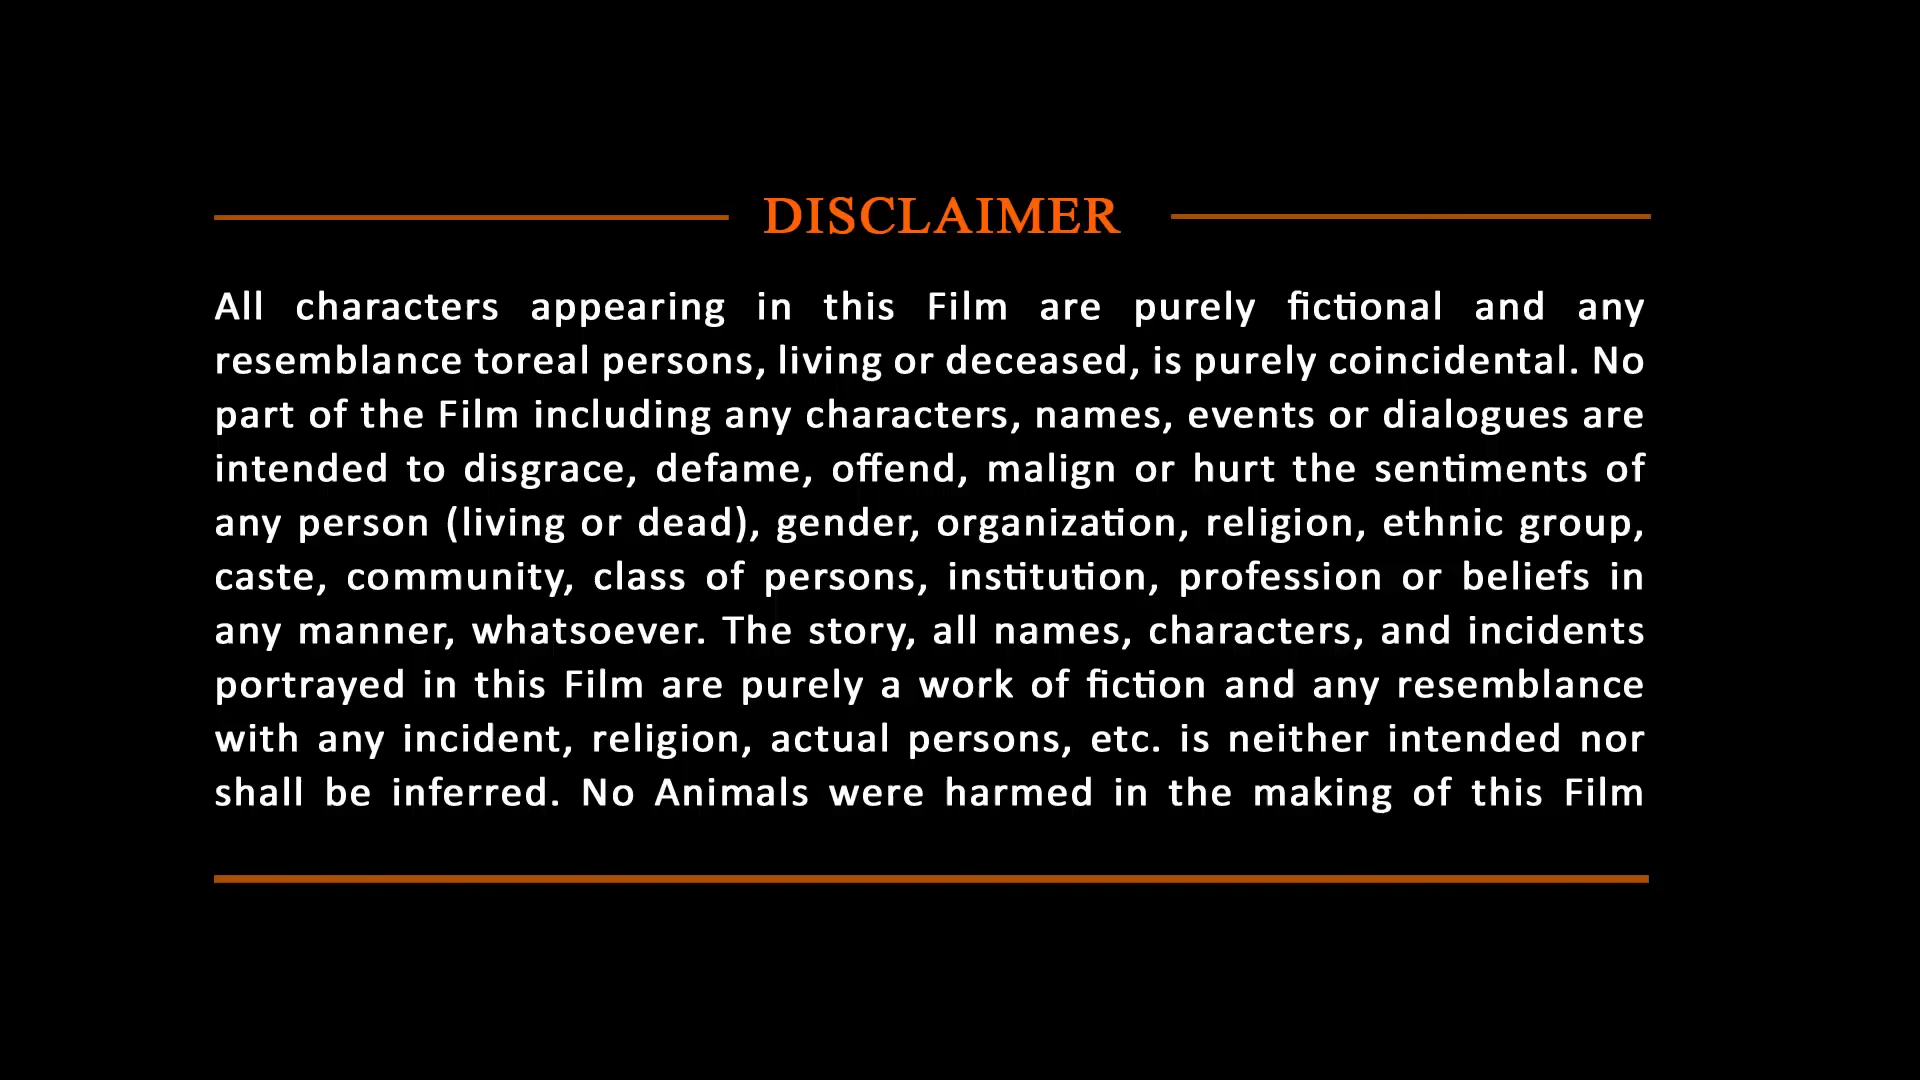 DISCLAIMER
All characters appearing in this Film are purely fictional and any
resemblance toreal persons, living or deceased, is purely coincidental. No
part of the Film including any characters, names, events or dialogues are
intended to disgrace, defame, offend, malign or hurt the sentiments of
any person (living or dead), gender, organization, religion, ethnic group,
caste, community, class of persons, institution, profession or beliefs in
any manner, whatsoever. The story, all names, characters, and incidents
portrayed in this Film are purely a work of fiction and any resemblance
with any incident, religion, actual persons, etc. is neither intended nor
shall be inferred. No Animals were harmed in the making of this Film